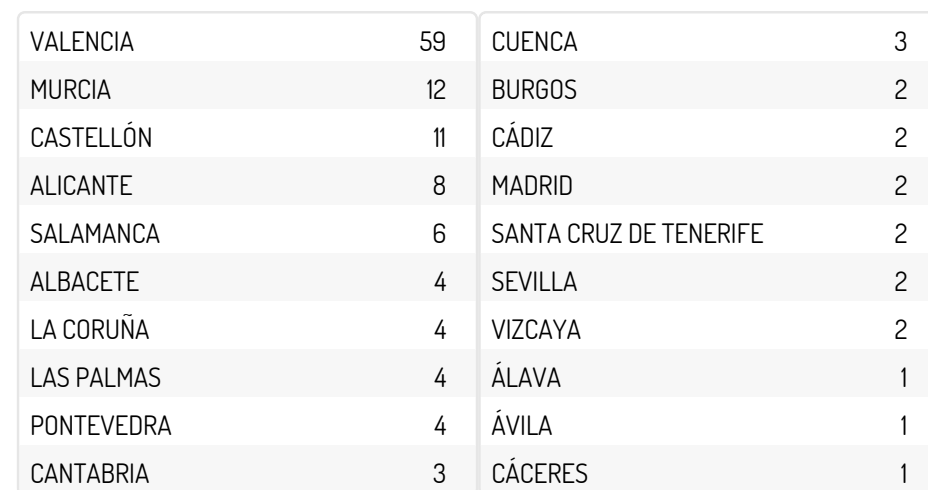 VALENCIA 59
MURCIA 12
CASTELLÓN 11
ALICANTE 8
SALAMANCA 6
ALBACETE 4
LA CORUÑA 4
LAS PALMAS 4
PONTEVEDRA 4
CANTABRIA 3
CUENCA 3
BURGOS 2
CÁDIZ 2
MADRID 2
SANTA CRUZ DE TENERIFE 2
SEVILLA 2
VIZCAYA 2
ÁLAVA 1
ÁVILA 1
CÁCERES 1